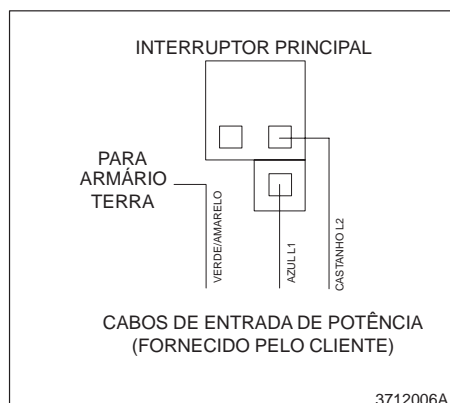 INTERRUPTOR PRINCIPAL
PARA
ARMÁRIO
TERRA
VERDE/AMARELO
AZUL L1
CASTANHO L2
CABOS DE ENTRADA DE POTÊNCIA
(FORNECIDO PELO CLIENTE)
3712006A